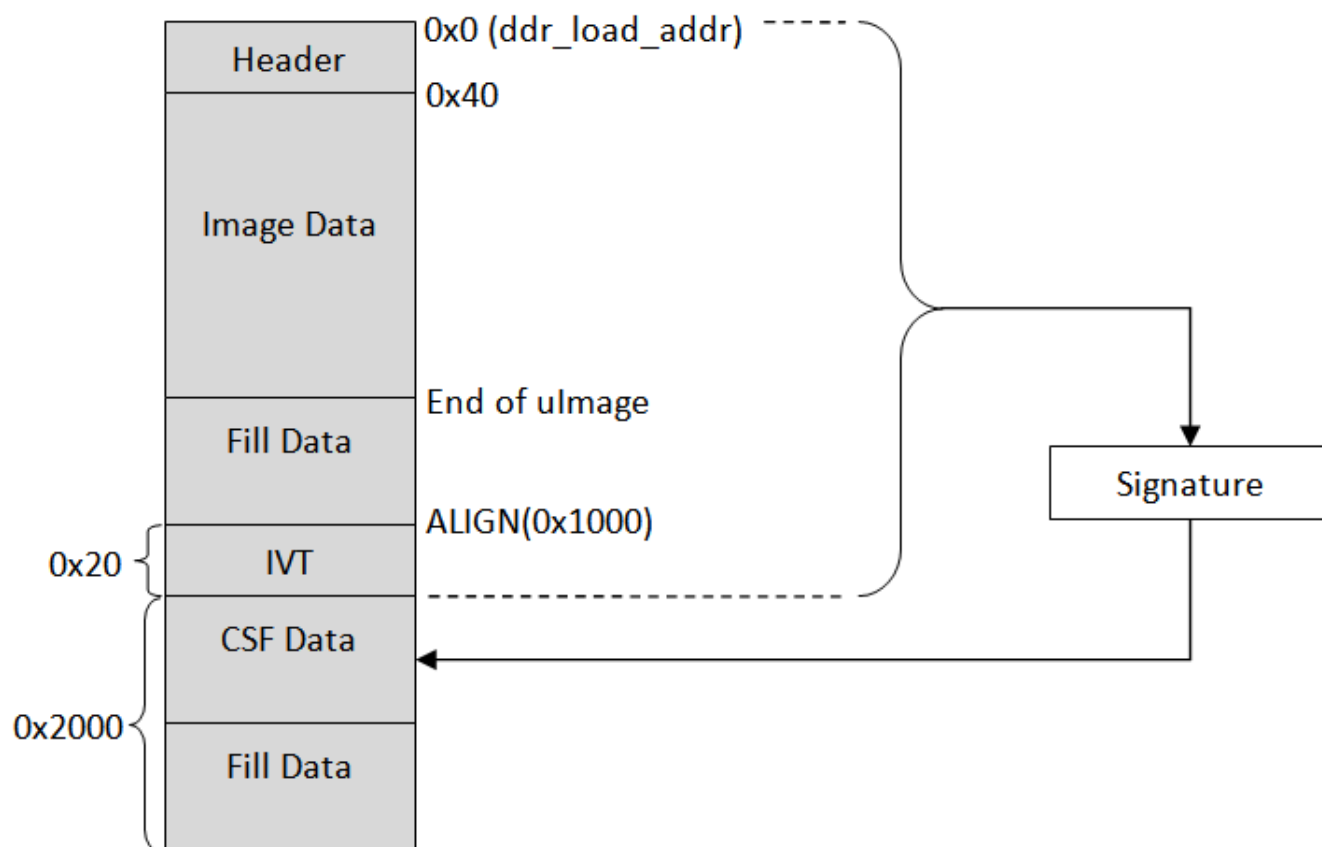 0x0 (ddr_load_addr)
Header
0x40
Image Data
End of uImage
Fill Data
Signature
ALIGN(0x1000)
0x20
IVT
CSF Data
0x2000
Fill Data